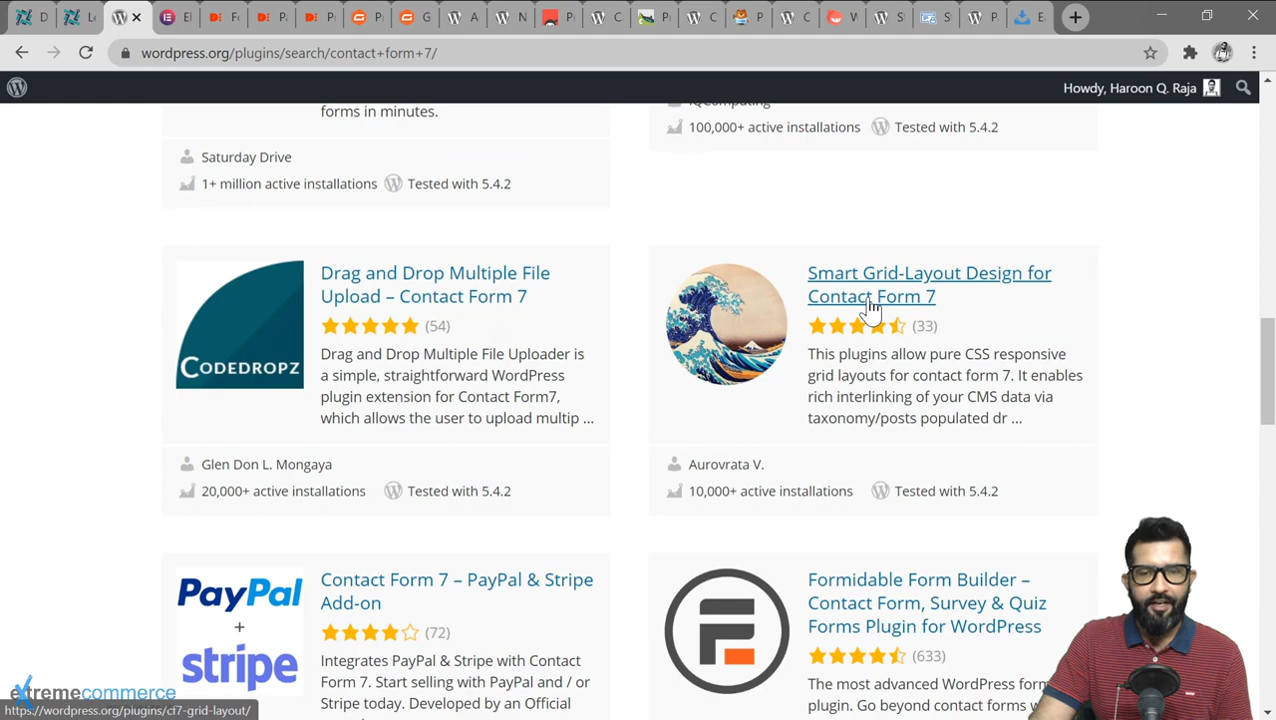 D
L
El
F
P
P
P
G
A
N
P
C
C
P
C
W
S
S
P
E
wordpress.org/plugins/search/contact+form+7/
Howdy, Haroon Q. Raja
forms in minutes.
Saturday Drive
1+ million active installations Tested with 5.4.2
IQComputing
100,000+ active installations Tested with 5.4.2
CODEDROPZ
Drag and Drop Multiple File
Upload – Contact Form 7
(54)
Drag and Drop Multiple File Uploader is
a simple, straightforward WordPress
plugin extension for Contact Form7,
which allows the user to upload multip ...
Glen Don L. Mongaya
20,000+ active installations Tested with 5.4.2
Smart Grid-Layout Design for
Contact Form 7
(33)
This plugins allow pure CSS responsive
grid layouts for contact form 7. It enables
rich interlinking of your CMS data via
taxonomy/posts populated dr ...
Aurovrata V.
10,000+ active installations Tested with 5.4.2
PayPal
+
stripe
Contact Form 7 – PayPal & Stripe
Add-on
(72)
Integrates PayPal & Stripe with Contact
Form 7. Start selling with PayPal and / or
Stripe today. Developed by an Official
Formidable Form Builder –
Contact Form, Survey & Quiz
Forms Plugin for WordPress
(633)
The most advanced WordPress form
plugin. Go beyond contact forms
extremecommerce
https://wordpress.org/plugins/cf7-grid-layout/